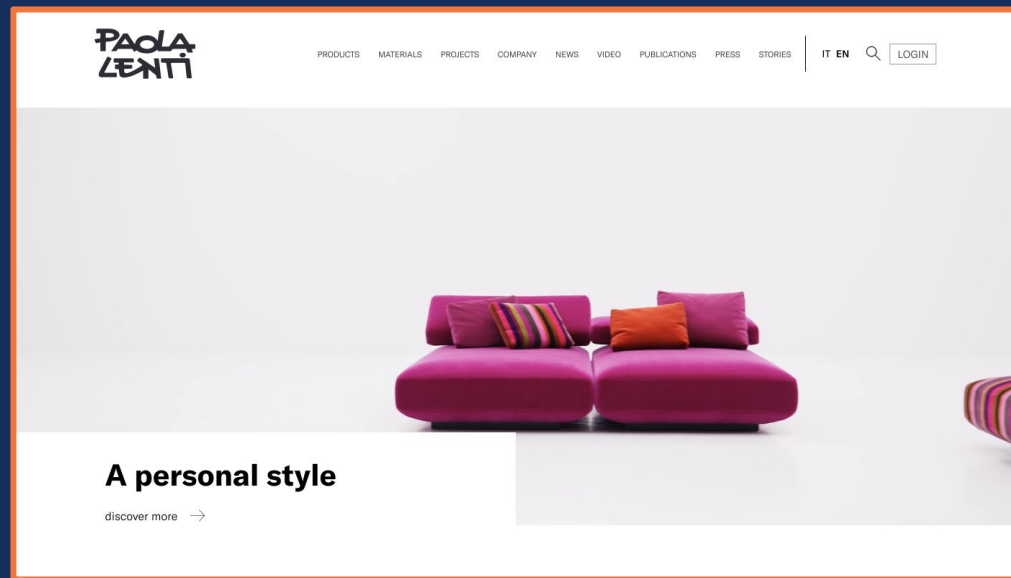 PAOLA
LENTI
PRODUCTS MATERIALS PROJECTS COMPANY NEWS VIDEO PUBLICATIONS PRESS STORIES IT EN LOGIN
A personal style
discover more